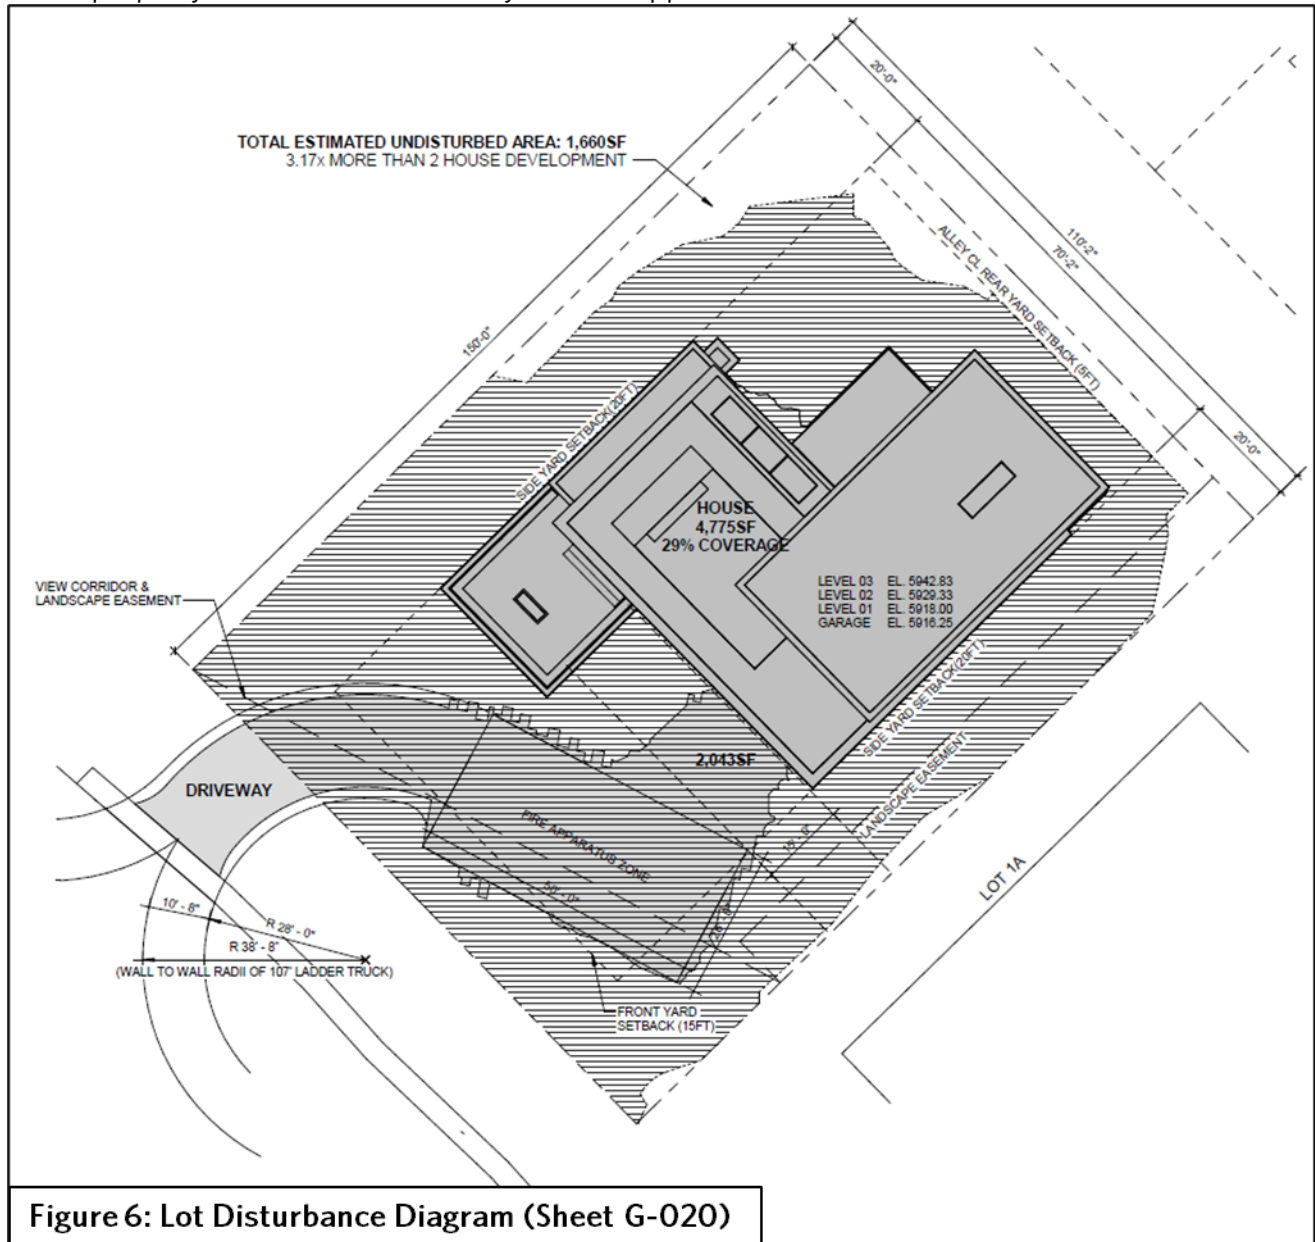 20'-0"
TOTAL ESTIMATED UNDISTURBED AREA: 1,660SF
3.17x MORE THAN 2 HOUSE DEVELOPMENT
110'-2"
70'-2"
ALLEY CL REAR YARD SETBACK (5FT)
150'-0"
SIDE YARD SETBACK(20FT)
20'-0"
HOUSE
4,775SF
29% COVERAGE
LEVEL 03 EL. 5942.83
LEVEL 02 EL. 5929.33
LEVEL 01 EL. 5918.00
GARAGE EL. 5916.25
VIEW CORRIDOR &
LANDSCAPE EASEMENT
SIDE YARD SETBACK(20FT)
LANDSCAPE EASEMENT
2,043SF
DRIVEWAY
FIRE APPARATUS ZONE
50' - 0"
15' - 0"
LOT 1A
10' - 8"
R 28' - 0"
R 38' - 8"
(WALL TO WALL RADII OF 107' LADDER TRUCK)
FRONT YARD
SETBACK (15FT)
Figure 6: Lot Disturbance Diagram (Sheet G-020)